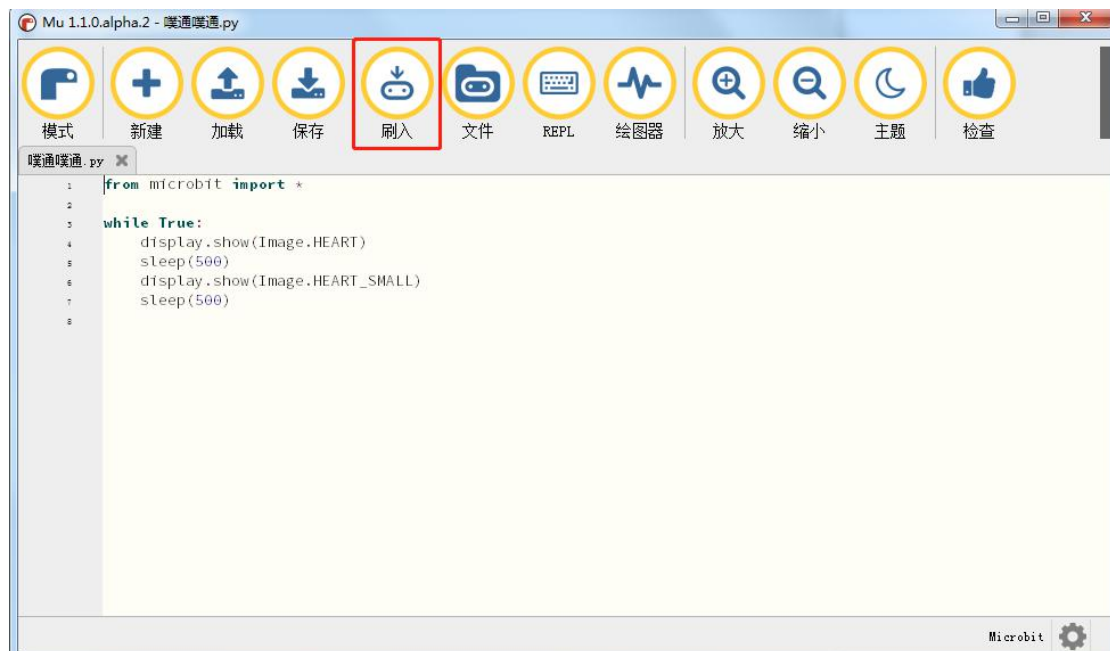 Mu 1.1.0.alpha.2 - 噗通噗通.py
模式 新建 加载 保存 刷入 文件 REPL 绘图器 放大 缩小 主题 检查
噗通噗通.py
1 from microbit import *
2
3 while True:
4     display.show(Image.HEART)
5     sleep(500)
6     display.show(Image.HEART_SMALL)
7     sleep(500)
8
Microbit